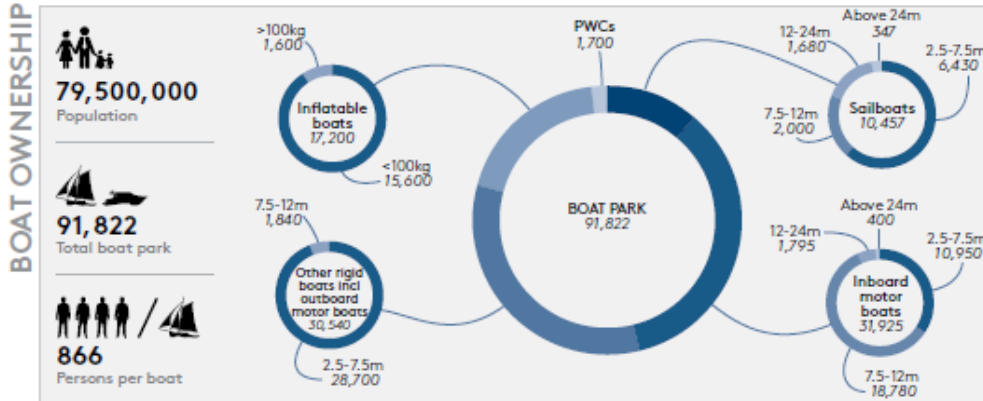 BOAT OWNERSHIP
79,500,000
Population
91,822
Total boat park
866
Persons per boat
>100kg
1,600
Inflatable
boats
17,200
<100kg
15,600
7.5-12m
1,840
Other rigid
boats incl
outboard
motor boats
30,540
2.5-7.5m
28,700
PWCs
1,700
BOAT PARK
91,822
Above 24m
347
12-24m
1,680
2.5-7.5m
6,430
7.5-12m
2,000
Sailboats
10,457
Above 24m
400
12-24m
1,795
2.5-7.5m
10,950
Inboard
motor
boats
31,925
7.5-12m
18,780